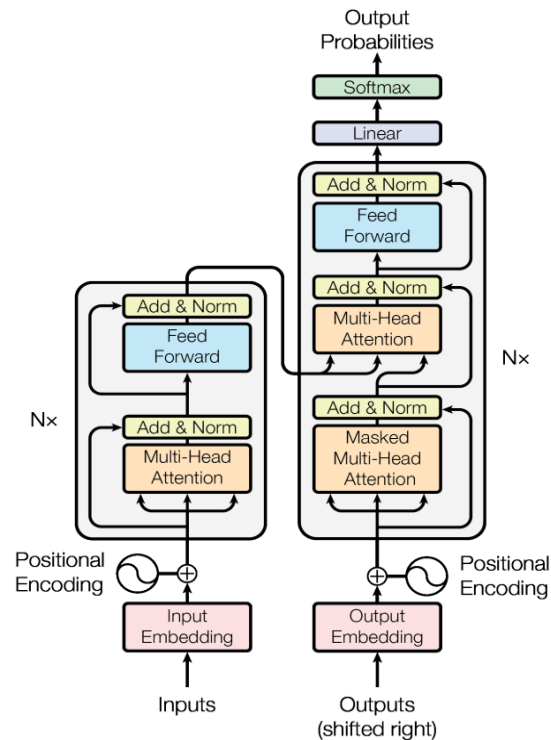 Output
Probabilities
Softmax
Linear
Add & Norm
Feed
Forward
Add & Norm
Multi-Head
Attention
Nx
Add & Norm
Masked
Multi-Head
Attention
Positional
Encoding
Output
Embedding
Outputs
(shifted right)
Add & Norm
Feed
Forward
Nx
Add & Norm
Multi-Head
Attention
Positional
Encoding
Input
Embedding
Inputs